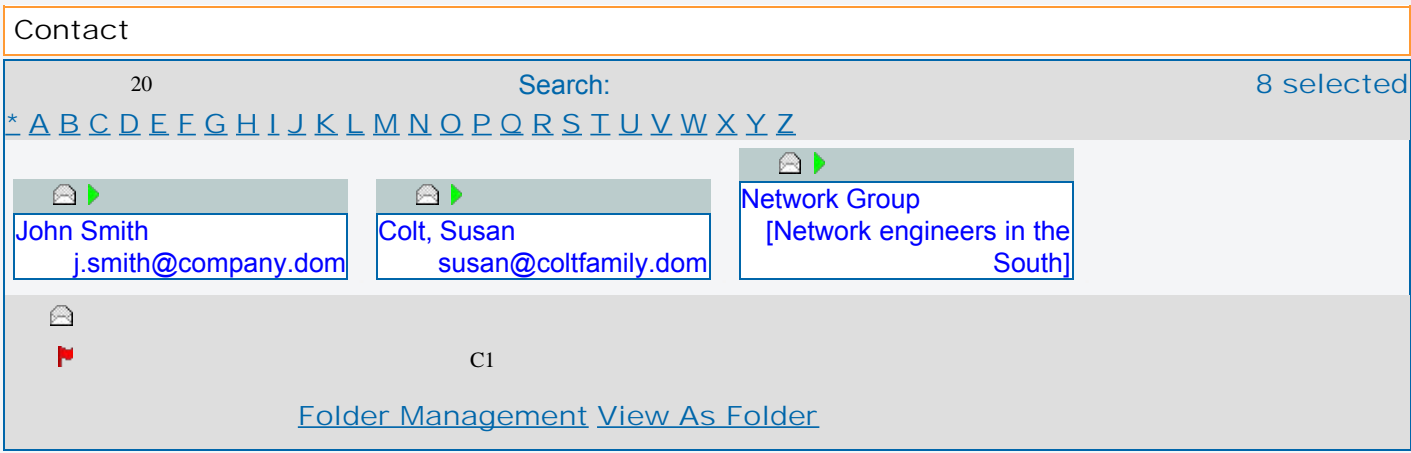 Contact
20 Search: 8 selected
* A B C D E F G H I J K L M N O P Q R S T U V W X Y Z
John Smith
j.smith@company.dom
Colt, Susan
susan@coltfamily.dom
Network Group
[Network engineers in the
South]
C1
Folder Management View As Folder